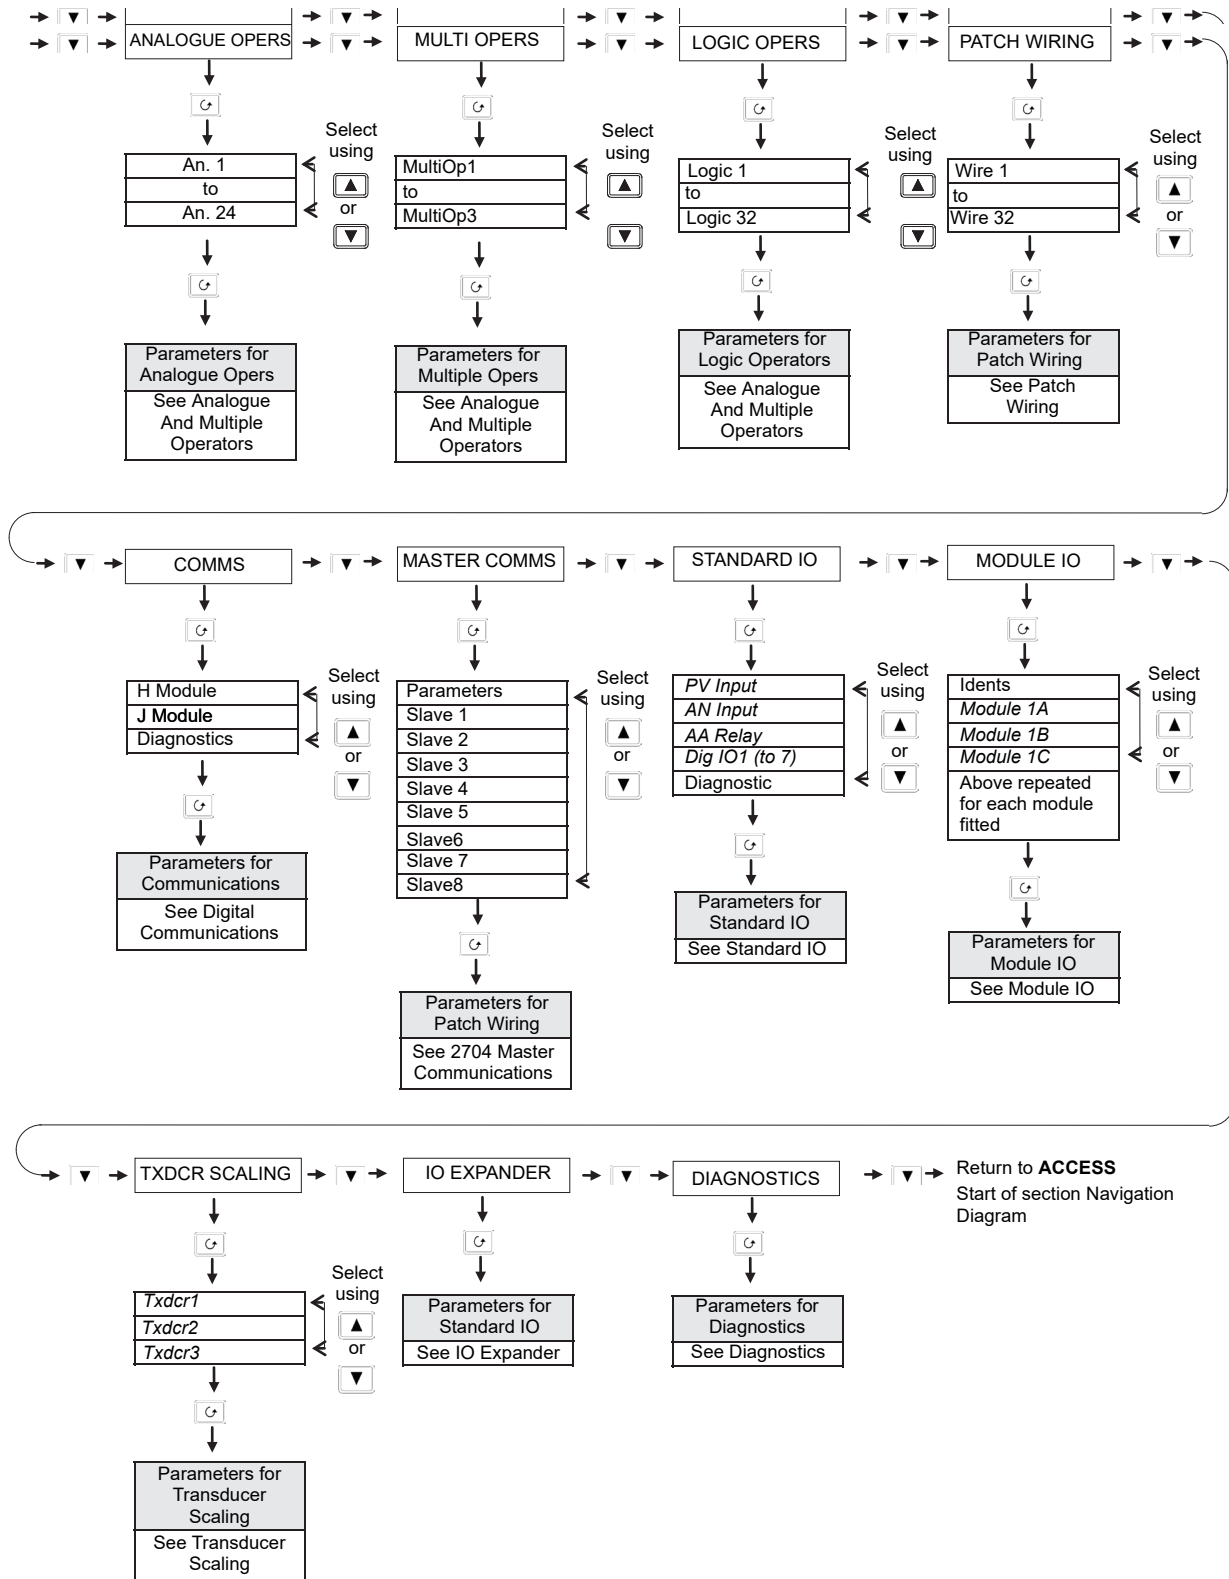 ANALOGUE OPERS
MULTI OPERS
LOGIC OPERS
PATCH WIRING
Select
using
An. 1
to
An. 24
or
MultiOp1
to
MultiOp3
Select
using
Logic 1
to
Logic 32
Wire 1
to
Wire 32
Select
using
or
Parameters for
Analogue Opers
See Analogue
And Multiple
Operators
Parameters for
Multiple Opers
See Analogue
And Multiple
Operators
Parameters for
Logic Operators
See Analogue
And Multiple
Operators
Parameters for
Patch Wiring
See Patch
Wiring
COMMS
MASTER COMMS
STANDARD IO
MODULE IO
H Module
J Module
Diagnostics
Select
using
or
Parameters
Slave 1
Slave 2
Slave 3
Slave 4
Slave 5
Slave6
Slave 7
Slave8
Select
using
or
PV Input
AN Input
AA Relay
Dig IO1 (to 7)
Diagnostic
Select
using
or
Idents
Module 1A
Module 1B
Module 1C
Above repeated
for each module
fitted
Select
using
or
Parameters for
Communications
See Digital
Communications
Parameters for
Patch Wiring
See 2704 Master
Communications
Parameters for
Standard IO
See Standard IO
Parameters for
Module IO
See Module IO
TXDCR SCALING
IO EXPANDER
DIAGNOSTICS
Return to ACCESS
Start of section Navigation
Diagram
Txdcr1
Txdcr2
Txdcr3
Select
using
or
Parameters for
Standard IO
See IO Expander
Parameters for
Diagnostics
See Diagnostics
Parameters for
Transducer
Scaling
See Transducer
Scaling